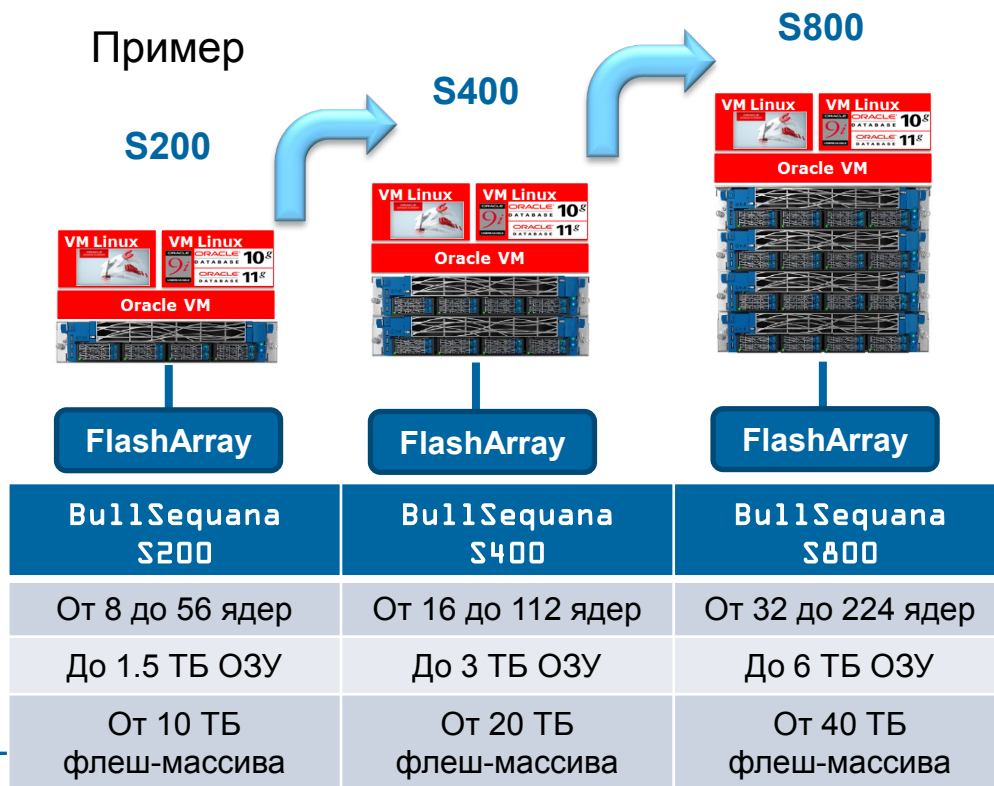 Пример
S200
S400
S800
VM Linux
VM Linux
ORACLE
9i
ORACLE
DATABASE 10g
ORACLE
DATABASE 11g
Oracle VM
VM Linux
VM Linux
ORACLE
9i
ORACLE
DATABASE 10g
ORACLE
DATABASE 11g
Oracle VM
VM Linux
VM Linux
ORACLE
9i
ORACLE
DATABASE 10g
ORACLE
DATABASE 11g
Oracle VM
FlashArray
FlashArray
FlashArray
BullSequana
S200
BullSequana
S400
BullSequana
S800
От 8 до 56 ядер
От 16 до 112 ядер
От 32 до 224 ядер
До 1.5 ТБ ОЗУ
До 3 ТБ ОЗУ
До 6 ТБ ОЗУ
От 10 ТБ
флеш-массива
От 20 ТБ
флеш-массива
От 40 ТБ
флеш-массива